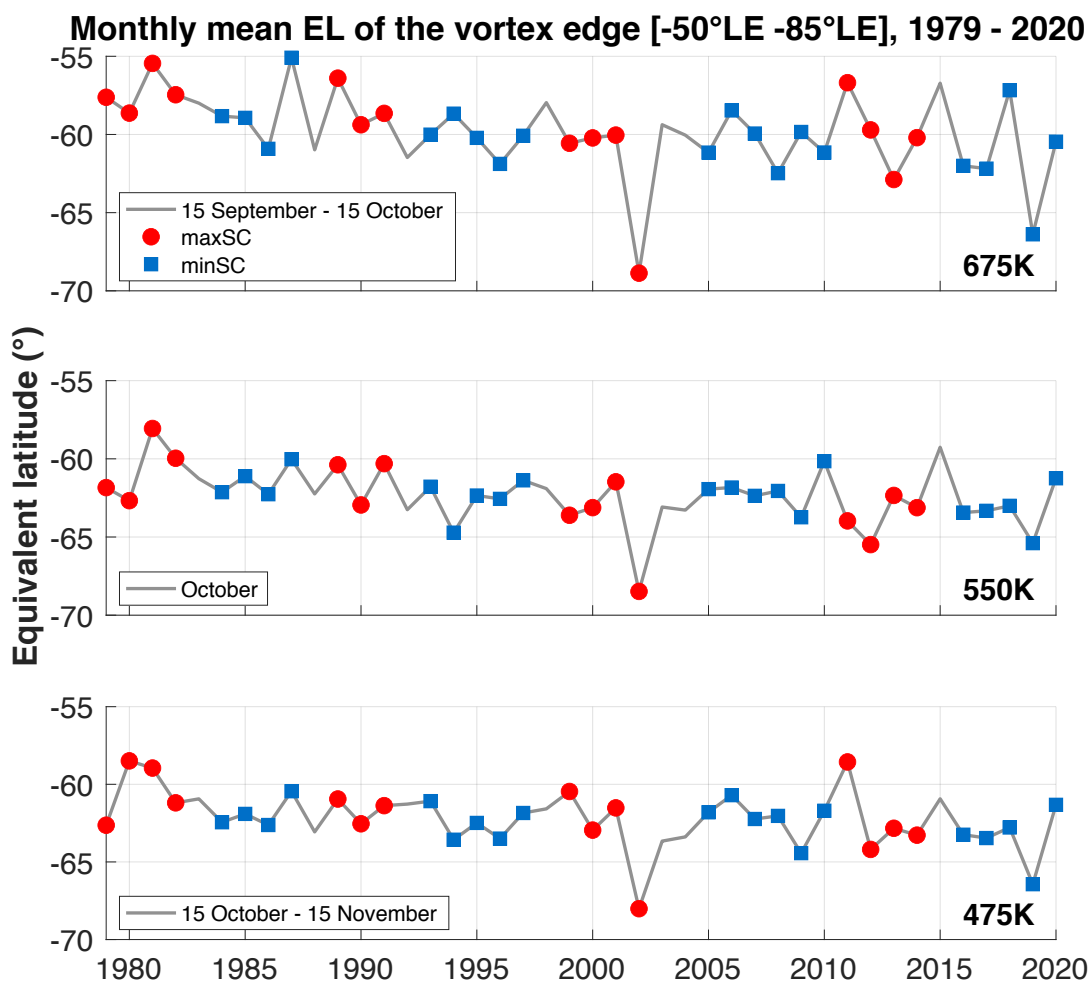 Monthly mean EL of the vortex edge [-50°LE -85°LE], 1979 - 2020
Equivalent latitude (°)
-55
-60
-65
-70
15 September - 15 October
maxSC
minSC
675K
-55
-60
-65
-70
October
550K
-55
-60
-65
-70
15 October - 15 November
475K
1980 1985 1990 1995 2000 2005 2010 2015 2020